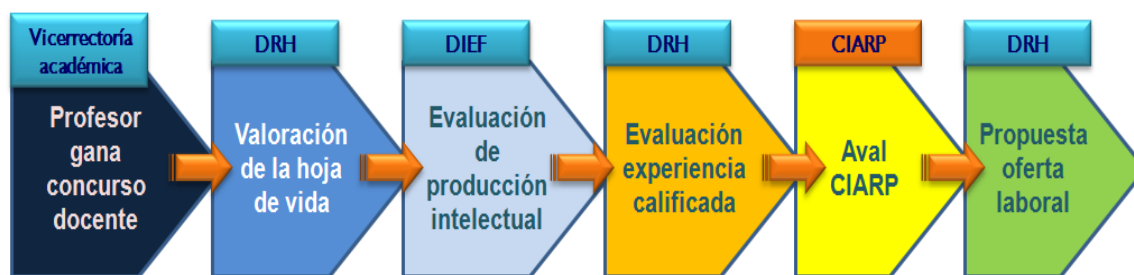 Vicerrectoría
académica
Profesor
gana
concurso
docente
DRH
Valoración
de la hoja
de vida
DIEF
Evaluación
de
producción
intelectual
DRH
Evaluación
experiencia
calificada
CIARP
Aval
CIARP
DRH
Propuesta
oferta
laboral